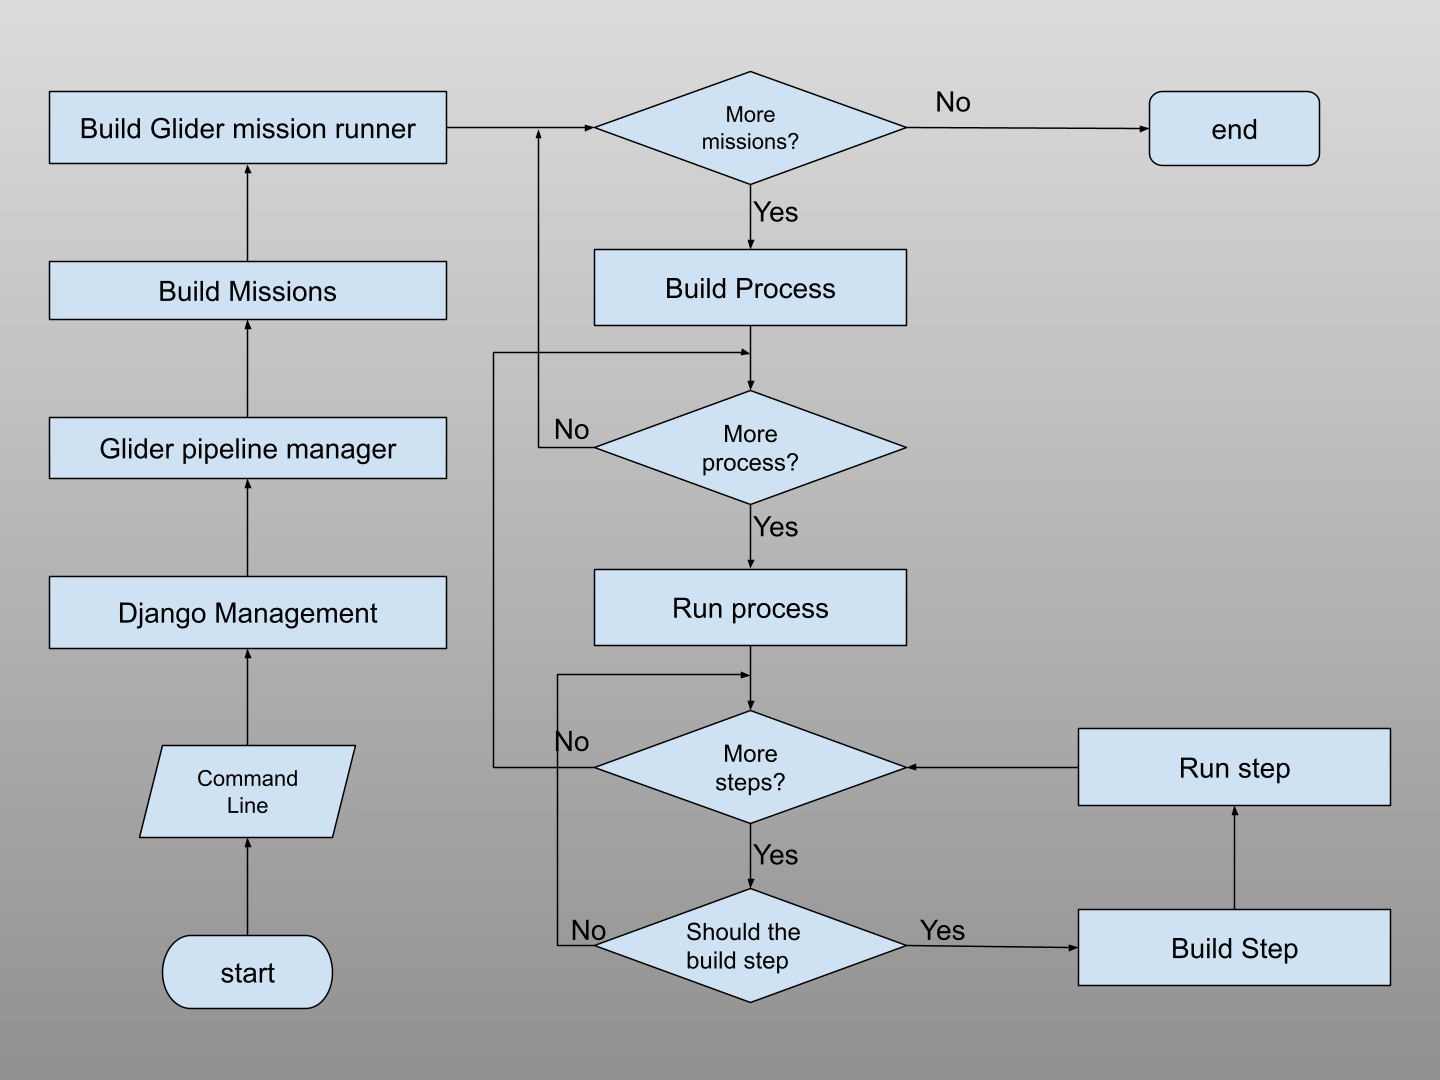 Build Glider mission runner
More
missions?
No
end
Yes
Build Missions
Build Process
Glider pipeline manager
No
More
process?
Yes
Django Management
Run process
Command
Line
No
More
steps?
Run step
Yes
start
No
Should the
build step
Yes
Build Step